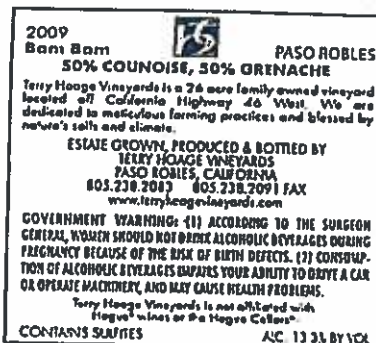 2009
Bam Bam
PASO ROBLES
50% COUNOISE, 50% GRENACHE
Terry Hoage Vineyards is a 26 acre family owned vineyard
located off California Highway 46 West. We are
dedicated to meticulous farming practices and blessed by
nature's soils and climate.
ESTATE GROWN, PRODUCED & BOTTLED BY
TERRY HOAGE VINEYARDS
PASO ROBLES, CALIFORNIA
805.238.2083 805.238.2091 FAX
www.terryhoagevineyards.com
GOVERNMENT WARNING: (1) ACCORDING TO THE SURGEON
GENERAL, WOMEN SHOULD NOT DRINK ALCOHOLIC BEVERAGES DURING
PREGNANCY BECAUSE OF THE RISK OF BIRTH DEFECTS. (2) CONSUMP-
TION OF ALCOHOLIC BEVERAGES IMPAIRS YOUR ABILITY TO DRIVE A CAR
OR OPERATE MACHINERY, AND MAY CAUSE HEALTH PROBLEMS.
Terry Hoage Vineyards is not affiliated with
Hogue wines or the Hogue Cellars
CONTAINS SULFITES
BY VOL